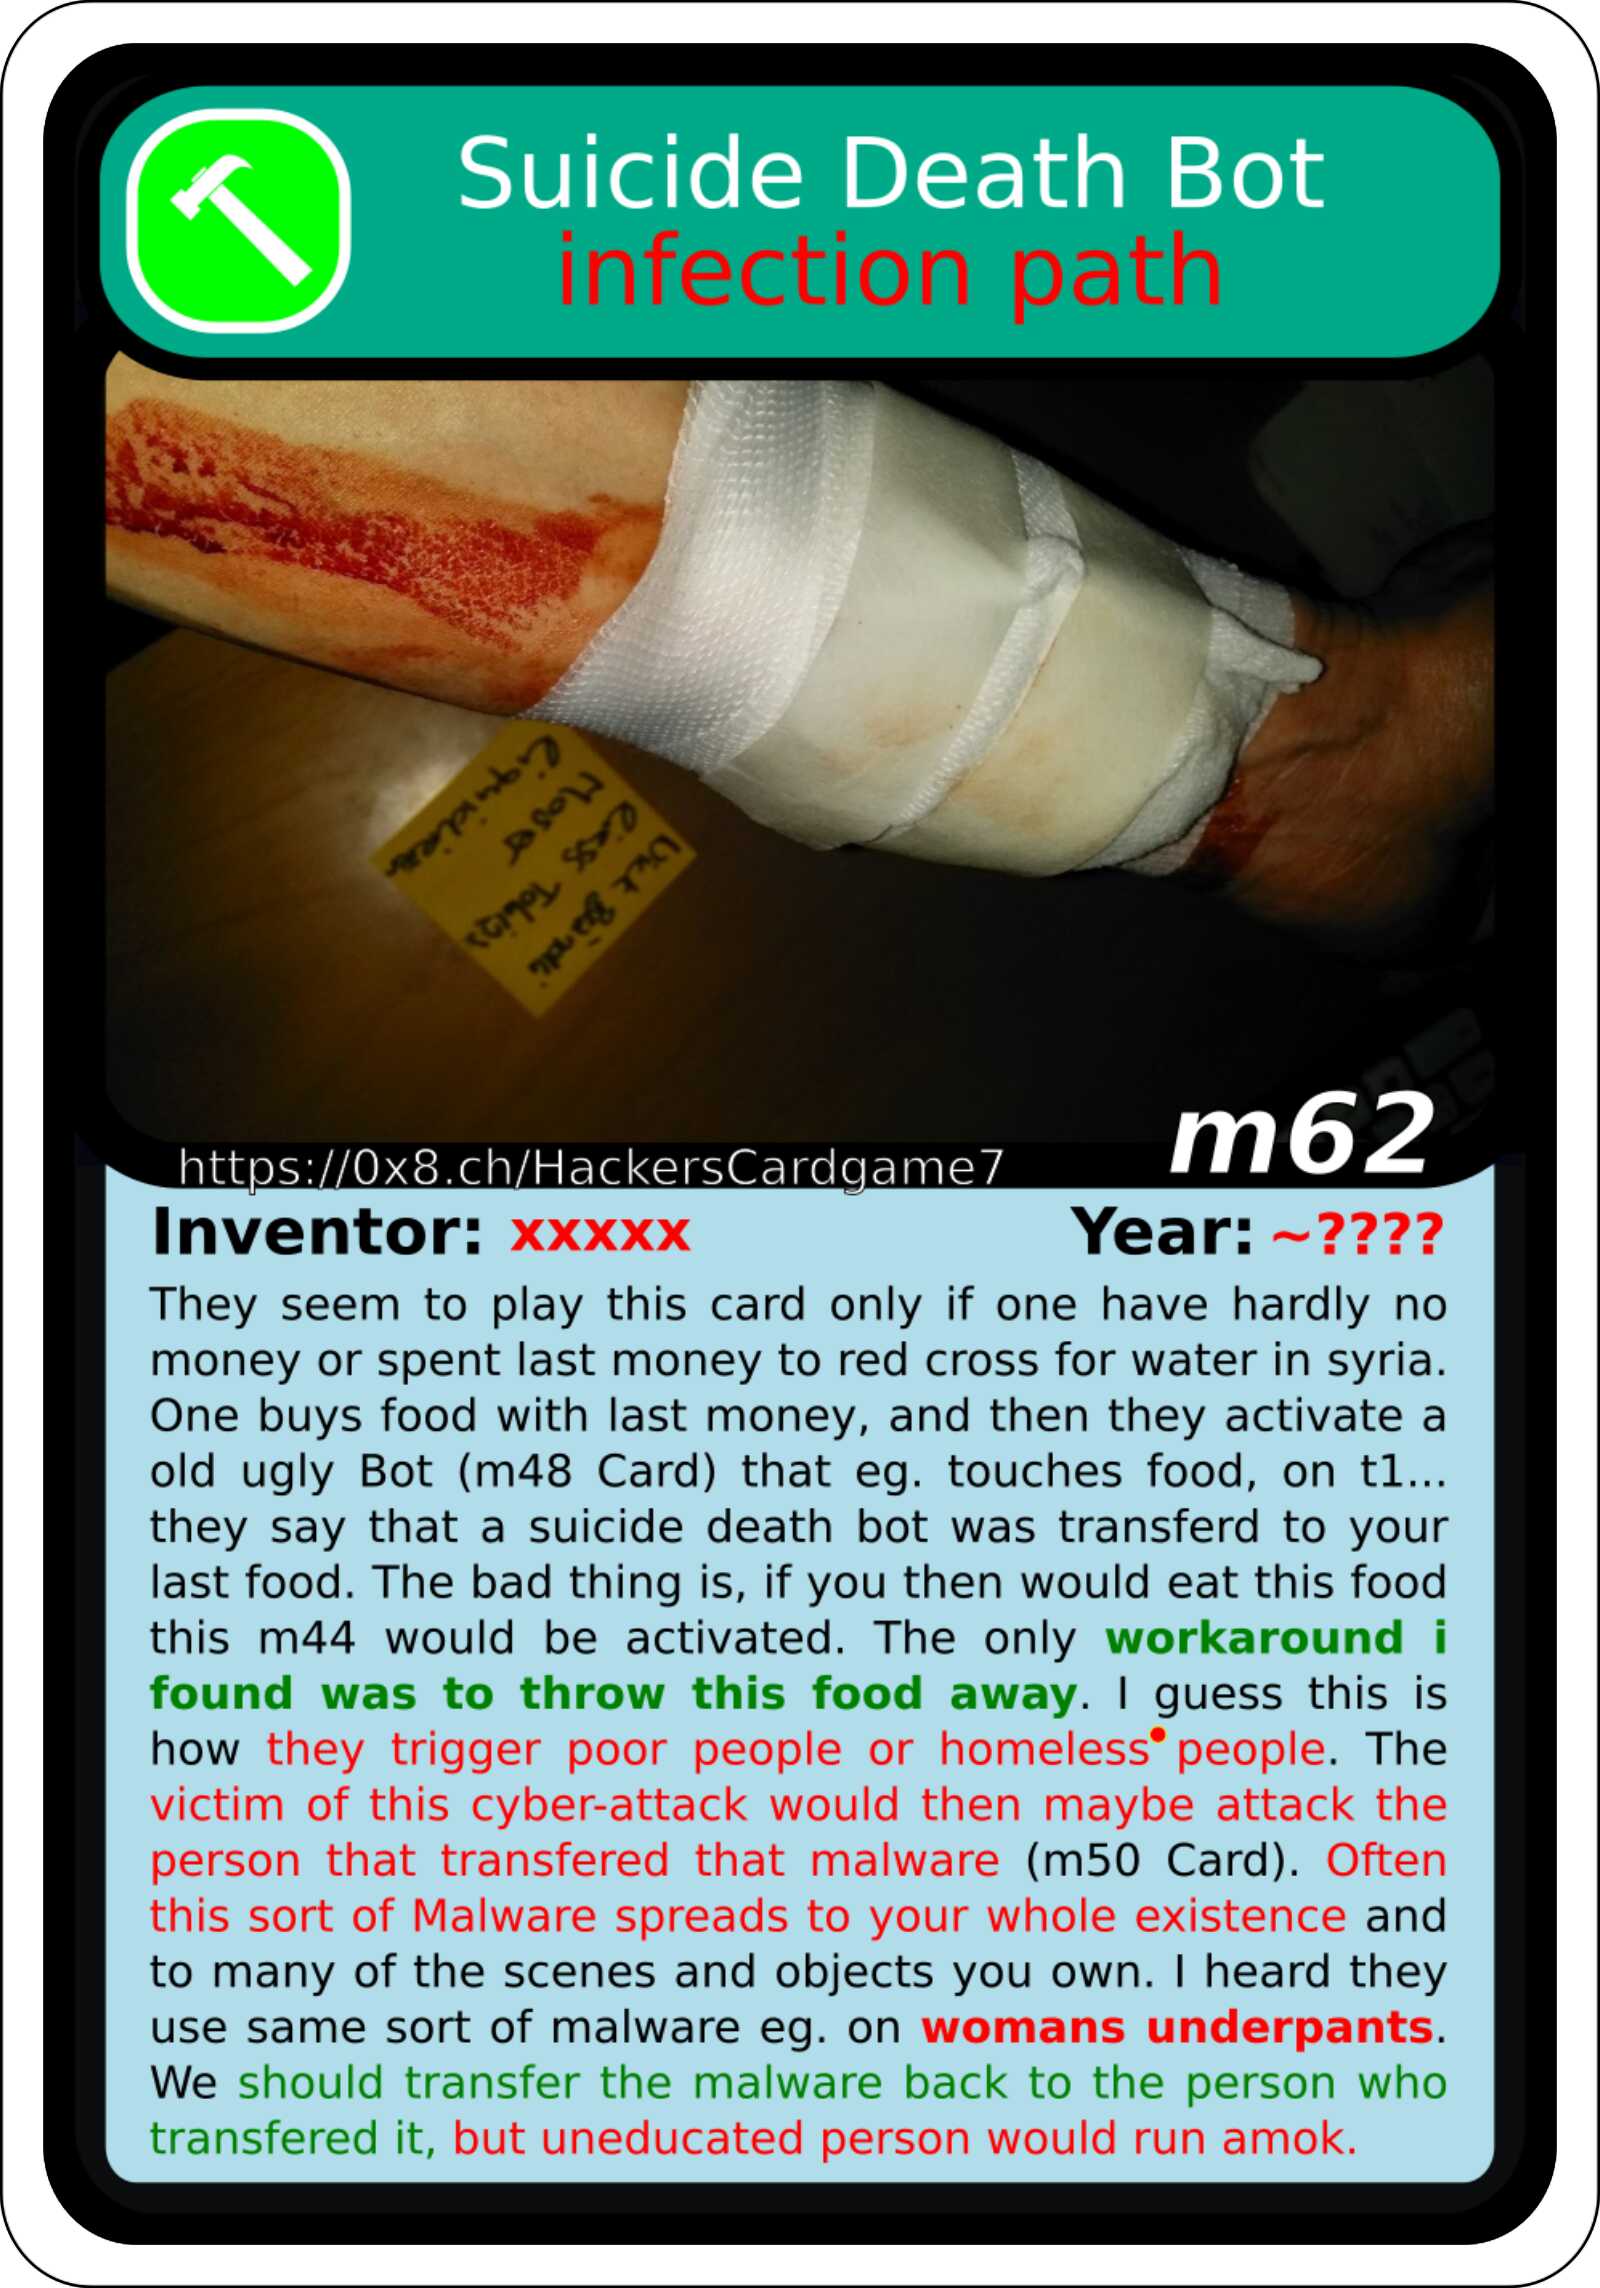 Suicide Death Bot
infection path
https://0x8.ch/HackersCardgame7
m62
Inventor: xxxxx
Year: ~????
They seem to play this card only if one have hardly no
money or spent last money to red cross for water in syria.
One buys food with last money, and then they activate a
old ugly Bot (m48 Card) that eg. touches food, on t1...
they say that a suicide death bot was transferd to your
last food. The bad thing is, if you then would eat this food
this m44 would be activated. The only workaround i
found was to throw this food away. I guess this is
how they trigger poor people or homeless people. The
victim of this cyber-attack would then maybe attack the
person that transfered that malware (m50 Card). Often
this sort of Malware spreads to your whole existence and
to many of the scenes and objects you own. I heard they
use same sort of malware eg. on womans underpants.
We should transfer the malware back to the person who
transfered it, but uneducated person would run amok.